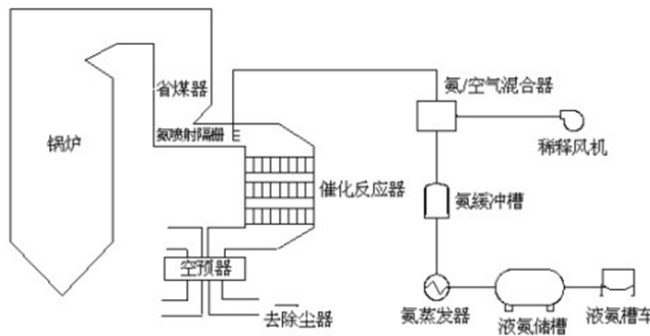 省煤器
氨/空气混合器
氨喷射隔栅
锅炉
稀释风机
催化反应器
氨緩冲槽
空预器
去除尘器
氨蒸发器
液氨储槽
液氨槽车